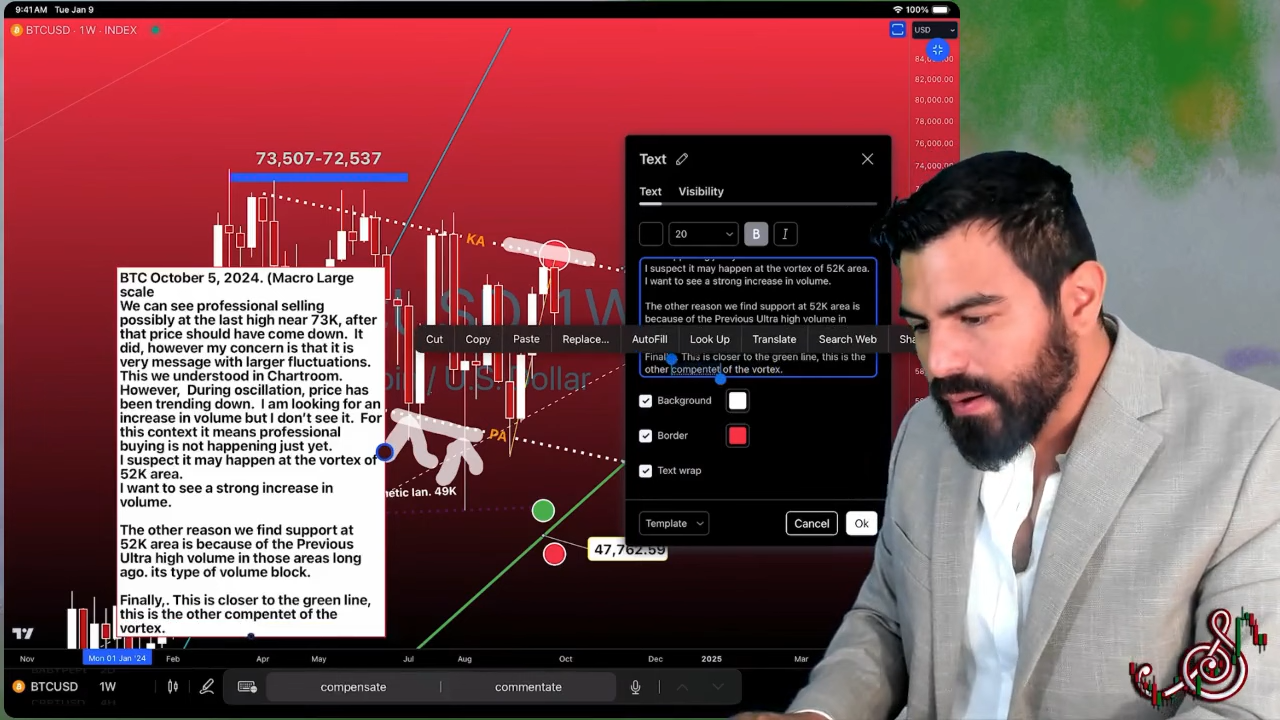 9:41 AM Tue Jan 9
100%
BTCUSD · 1W · INDEX
USD
84,000.00
82,000.00
80,000.00
78,000.00
76,000.00
74,000.00
73,507-72,537
KA
PA
BTC October 5, 2024. (Macro Large
scale
We can see professional selling
possibly at the last high near 73K, after
that price should have come down. It
did, however my concern is that it is
very message with larger fluctuations.
This we understood in Chartroom.
However, During oscillation, price has
been trending down. I am looking for an
increase in volume but I don't see it. For
this context it means professional
buying is not happening just yet.
I suspect it may happen at the vortex of
52K area.
I want to see a strong increase in
volume.
The other reason we find support at
52K area is because of the Previous
Ultra high volume in those areas long
ago. its type of volume block.
Finally,. This is closer to the green line,
this is the other compentet of the
vortex.
U.S. Dollar
49K
47,762.59
Text
Text Visibility
20 B I
I suspect it may happen at the vortex of 52K area.
I want to see a strong increase in volume.
The other reason we find support at 52K area is
because of the Previous Ultra high volume in
Cut Copy Paste Replace... AutoFill Look Up Translate Search Web
Finally,. This is closer to the green line, this is the
other compentet of the vortex.
Background
Border
Text wrap
Template Cancel Ok
Nov Mon 01 Jan '24 Feb Apr May Jul Aug Oct Dec 2025 Mar
BTCUSD 1W compensate commentate